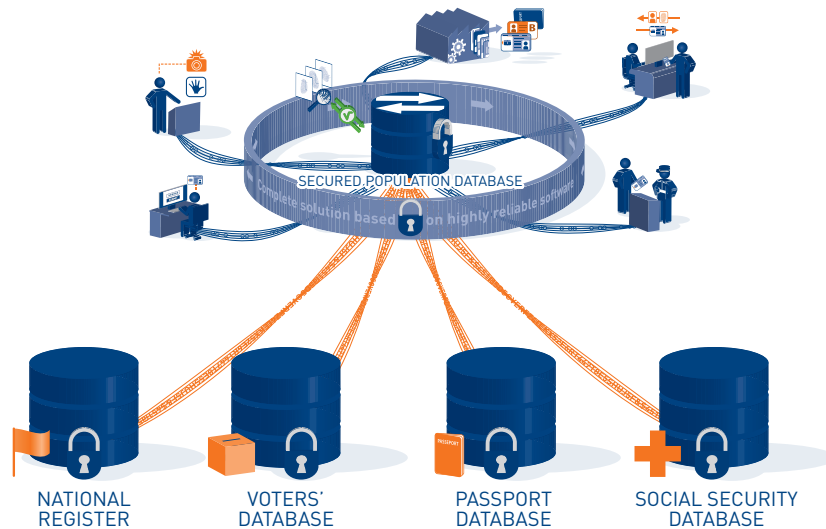 B
SECURED POPULATION DATABASE
Complete solution based on highly reliable software
PASSPORT
NATIONAL
REGISTER
VOTERS'
DATABASE
PASSPORT
DATABASE
SOCIAL SECURITY
DATABASE